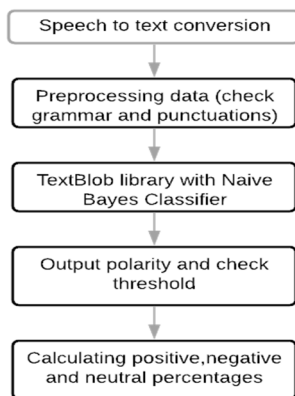 Speech to text conversion
Preprocessing data (check
grammar and punctuations)
TextBlob library with Naive
Bayes Classifier
Output polarity and check
threshold
Calculating positive,negative
and neutral percentages